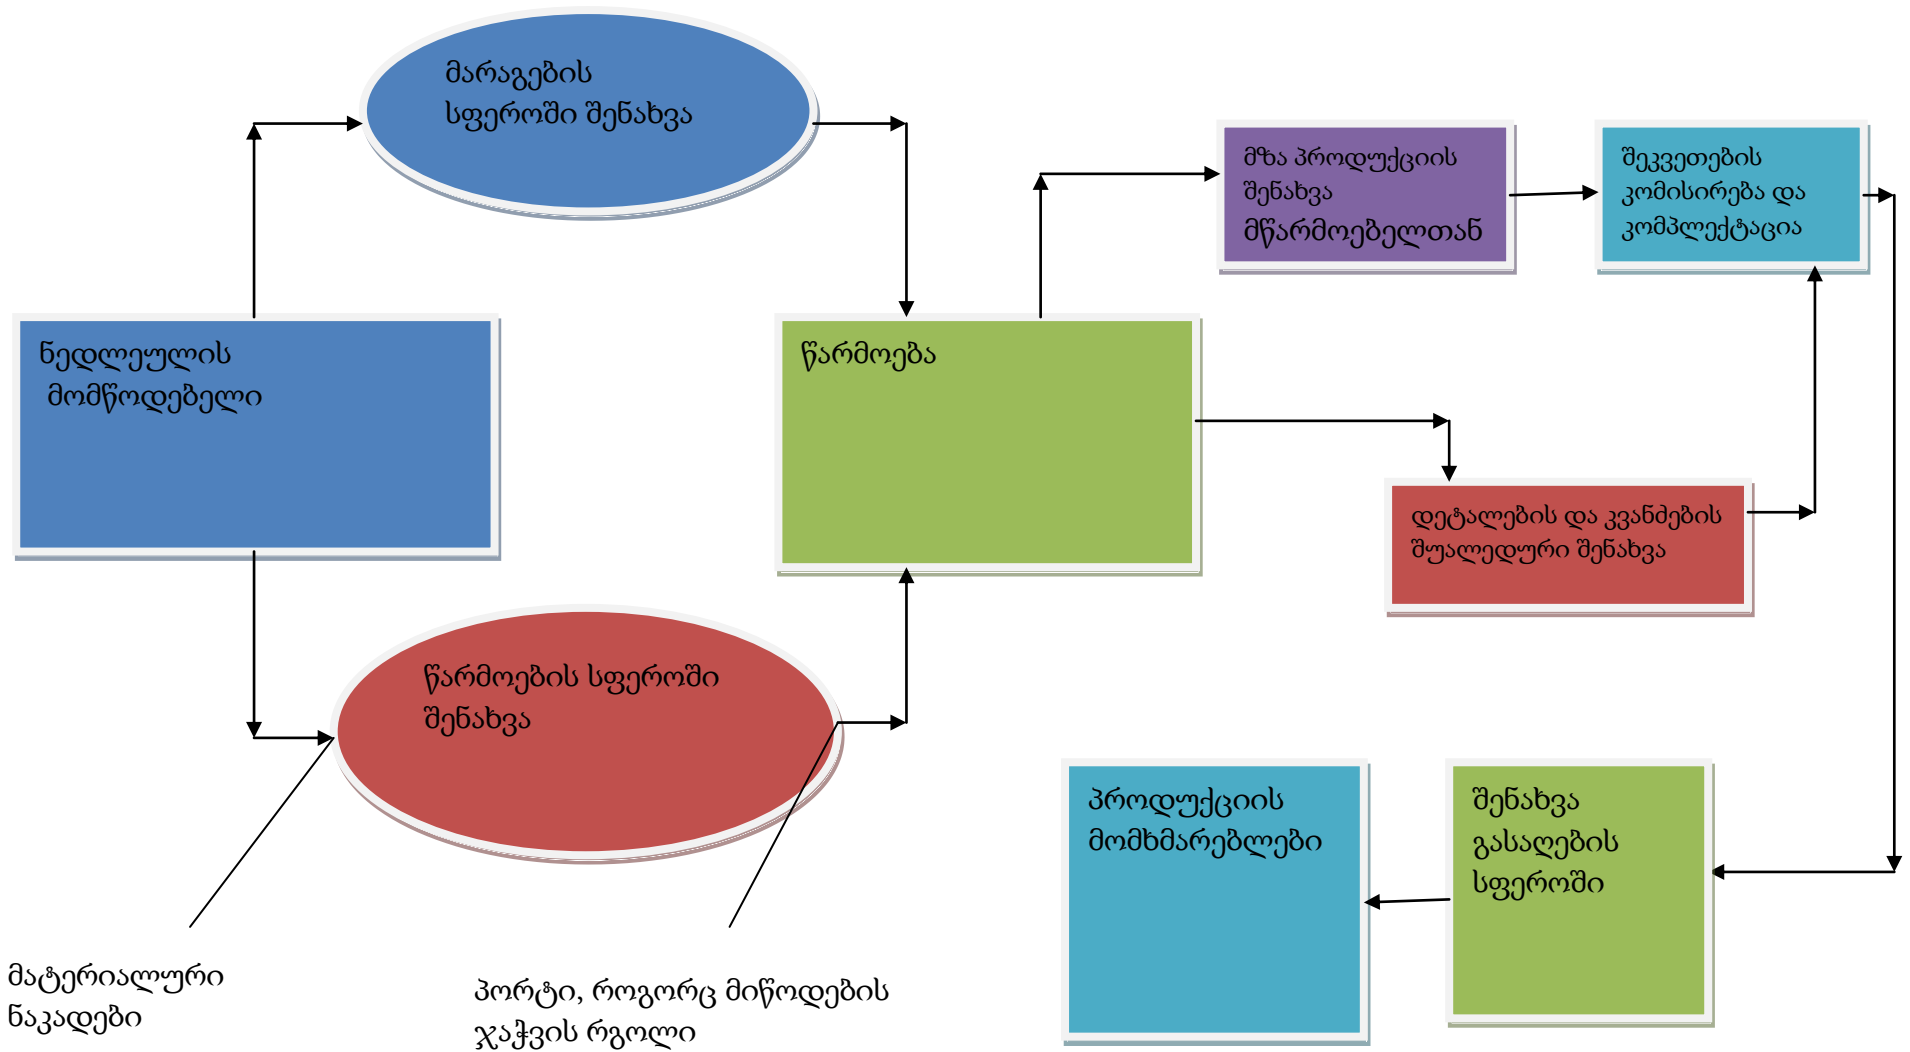 მარაგების
სფეროში შენახვა
მზა პროდუქციის
შენახვა
მწარმოებელთან
შეკვეთების
კომისირება და
კომპლექტაცია
ნედლეულის
მომწოდებელი
წარმოება
დეტალების და კვანძების
შუალედური შენახვა
წარმოების სფეროში
შენახვა
პროდუქციის
მომხმარებლები
შენახვა
გასაღების
სფეროში
მატერიალური
ნაკადები
პორტი, როგორც მიწოდების
ჯაჭვის რგოლი